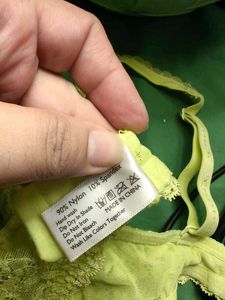 90% Nylon 10% Spandex
Hand wash
Dip Dry in Shade
Do Not Iron
Do Not Bleach
Wash Like Colors Together
MADE IN CHINA